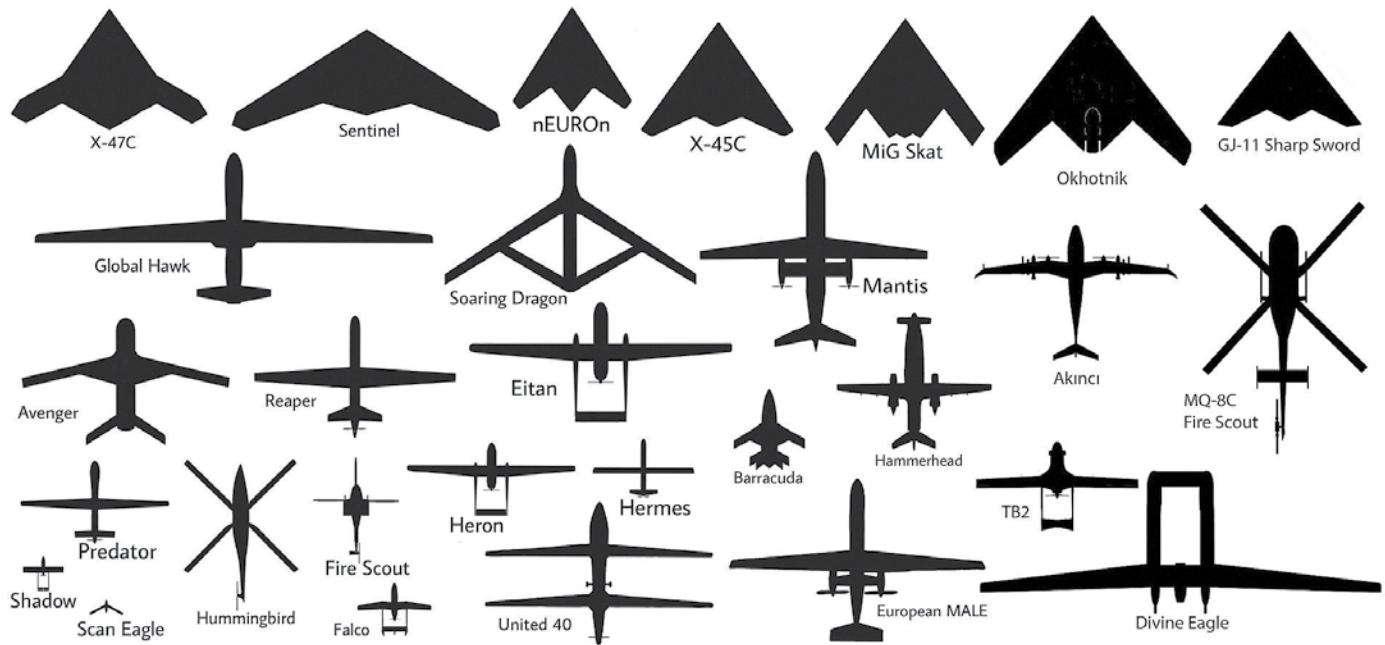 X-47C
Sentinel
nEUROn
X-45C
MiG Skat
Okhotnik
GJ-11 Sharp Sword
Global Hawk
Soaring Dragon
Mantis
Akıncı
MQ-8C
Fire Scout
Avenger
Reaper
Eitan
Barracuda
Hammerhead
Predator
Hummingbird
Fire Scout
Heron
Hermes
TB2
Shadow
Scan Eagle
Falco
United 40
European MALE
Divine Eagle